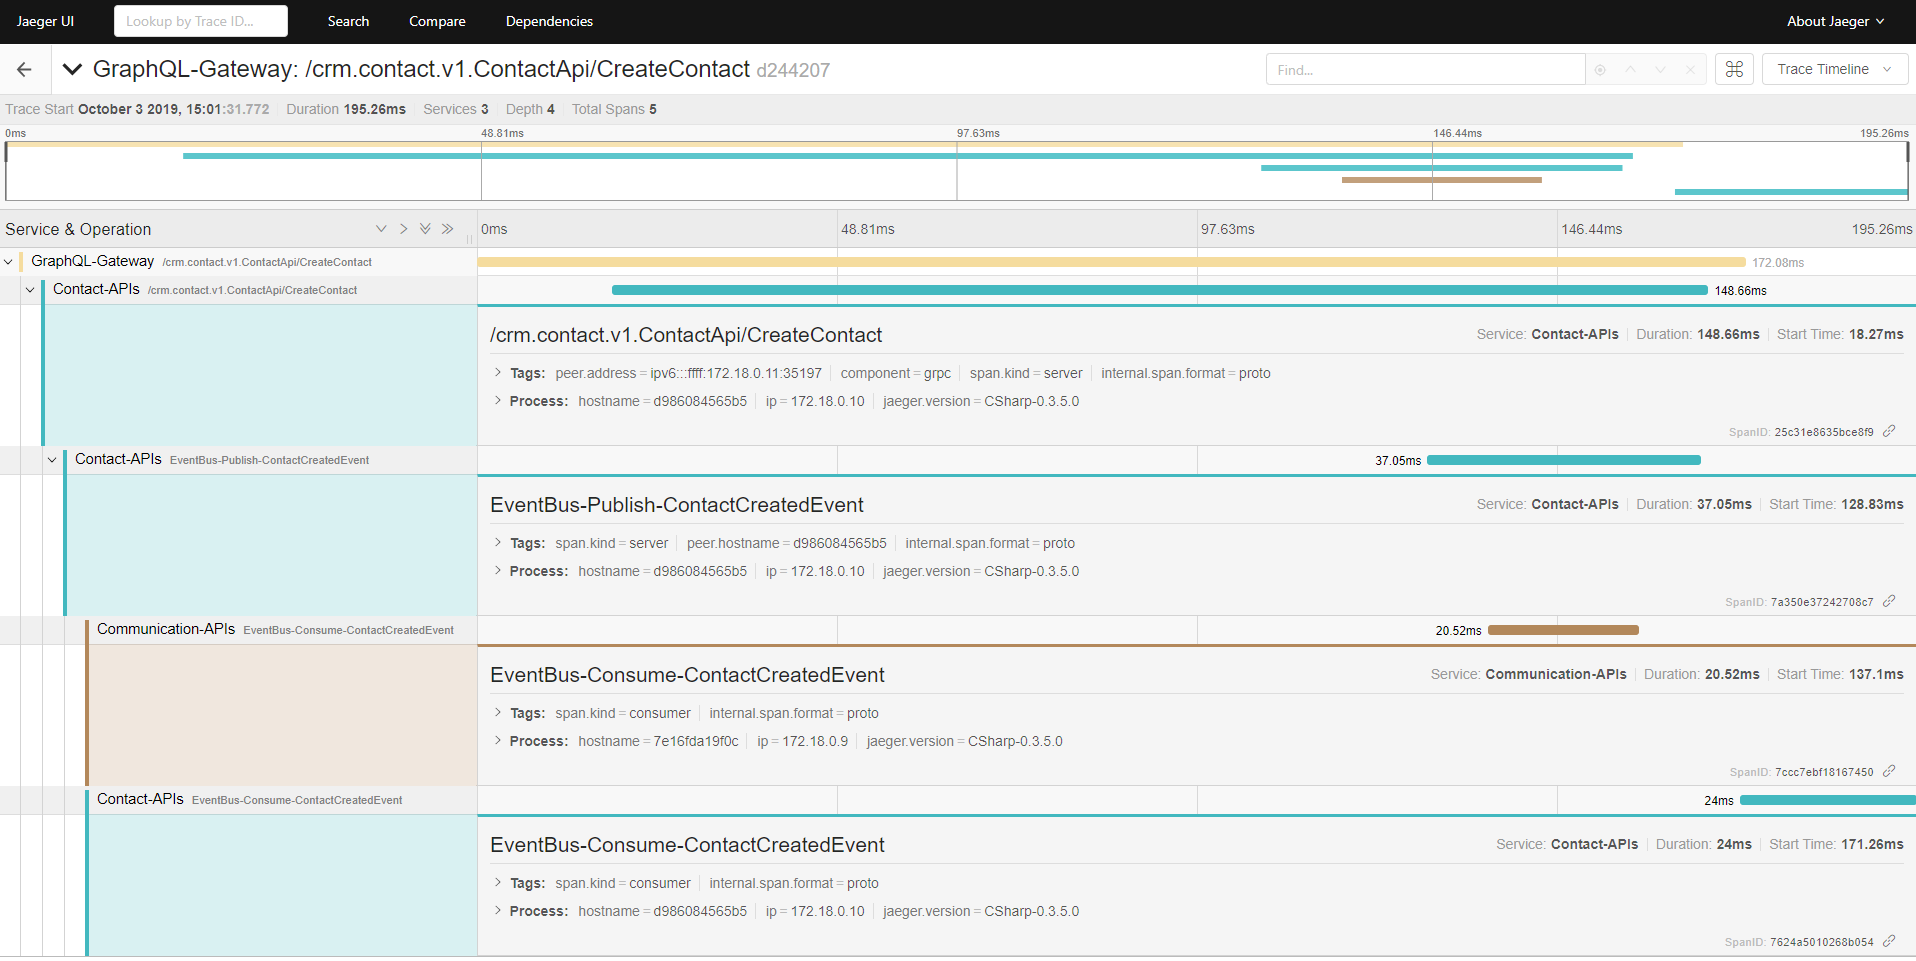 Jaeger UI Lookup by Trace ID... Search Compare Dependencies About Jaeger
GraphQL-Gateway: /crm.contact.v1.ContactApi/CreateContact d244207 Find... Trace Timeline
Trace Start October 3 2019, 15:01:31.772 Duration 195.26ms Services 3 Depth 4 Total Spans 5
0ms 48.81ms 97.63ms 146.44ms 195.26ms
Service & Operation 0ms 48.81ms 97.63ms 146.44ms 195.26ms
GraphQL-Gateway /crm.contact.v1.ContactApi/CreateContact 172.08ms
Contact-APIs /crm.contact.v1.ContactApi/CreateContact 148.66ms
/crm.contact.v1.ContactApi/CreateContact Service: Contact-APIs Duration: 148.66ms Start Time: 18.27ms
Tags: peer.address = ipv6:::ffff:172.18.0.11:35197 component = grpc span.kind = server internal.span.format = proto
Process: hostname = d986084565b5 ip = 172.18.0.10 jaeger.version = CSharp-0.3.5.0
SpanID: 25c31e8635bce8f9
Contact-APIs EventBus-Publish-ContactCreatedEvent 37.05ms
EventBus-Publish-ContactCreatedEvent Service: Contact-APIs Duration: 37.05ms Start Time: 128.83ms
Tags: span.kind = server peer.hostname = d986084565b5 internal.span.format = proto
Process: hostname = d986084565b5 ip = 172.18.0.10 jaeger.version = CSharp-0.3.5.0
SpanID: 7a350e37242708c7
Communication-APIs EventBus-Consume-ContactCreatedEvent 20.52ms
EventBus-Consume-ContactCreatedEvent Service: Communication-APIs Duration: 20.52ms Start Time: 137.1ms
Tags: span.kind = consumer internal.span.format = proto
Process: hostname = 7e16fda19f0c ip = 172.18.0.9 jaeger.version = CSharp-0.3.5.0
SpanID: 7ccc7ebf18167450
Contact-APIs EventBus-Consume-ContactCreatedEvent 24ms
EventBus-Consume-ContactCreatedEvent Service: Contact-APIs Duration: 24ms Start Time: 171.26ms
Tags: span.kind = consumer internal.span.format = proto
Process: hostname = d986084565b5 ip = 172.18.0.10 jaeger.version = CSharp-0.3.5.0
SpanID: 7624a5010268b054